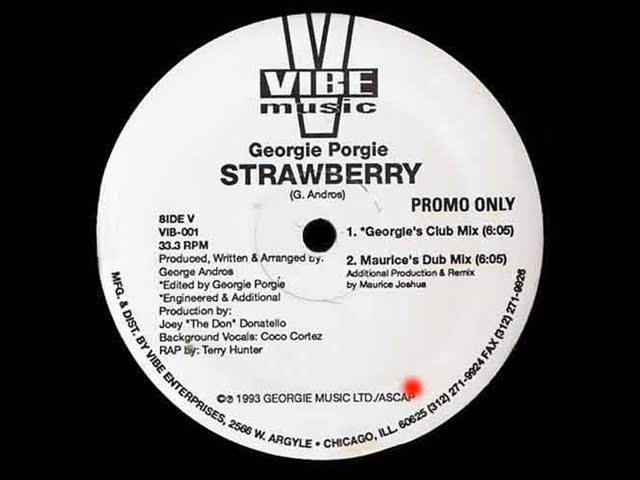 VIBE
music
Georgie Porgie
STRAWBERRY
(G. Andros)
PROMO ONLY
SIDE V
VIB-001
33.3 RPM
Produced, Written & Arranged by:
George Andros
*Edited by Georgie Porgie
*Engineered & Additional
Production by:
Joey "The Don" Donatello
Background Vocals: Coco Cortez
RAP by: Terry Hunter
1. *Georgie's Club Mix (6:05)
2. Maurice's Dub Mix (6:05)
Additional Production & Remix
by Maurice Joshua
©℗ 1993 GEORGIE MUSIC LTD./ASCAP
MFG. & DIST. BY VIBE ENTERPRISES, 2566 W. ARGYLE • CHICAGO, ILL. 60625 (312) 271-9924 FAX (312) 271-9926